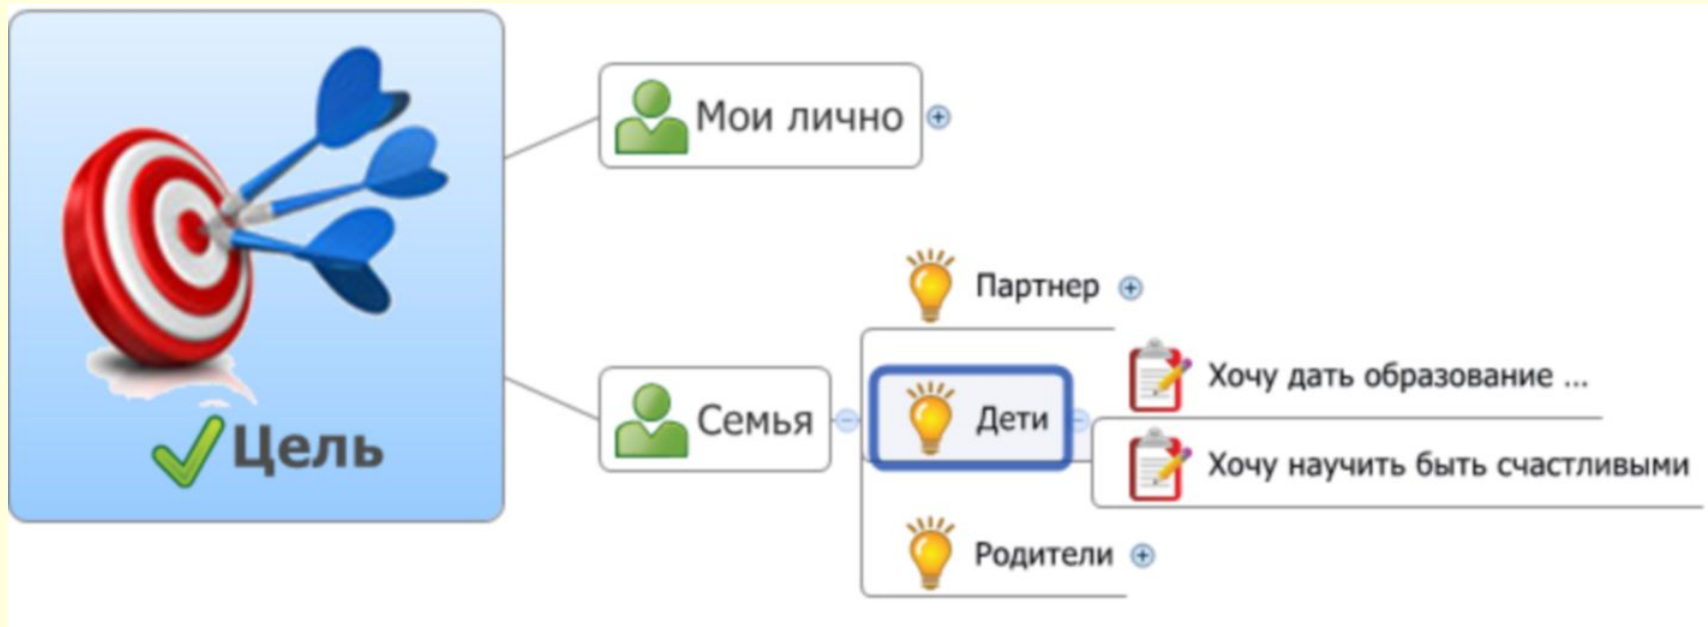 Цель
Мои лично
Семья
Партнер
Дети
Хочу дать образование ...
Хочу научить быть счастливыми
Родители